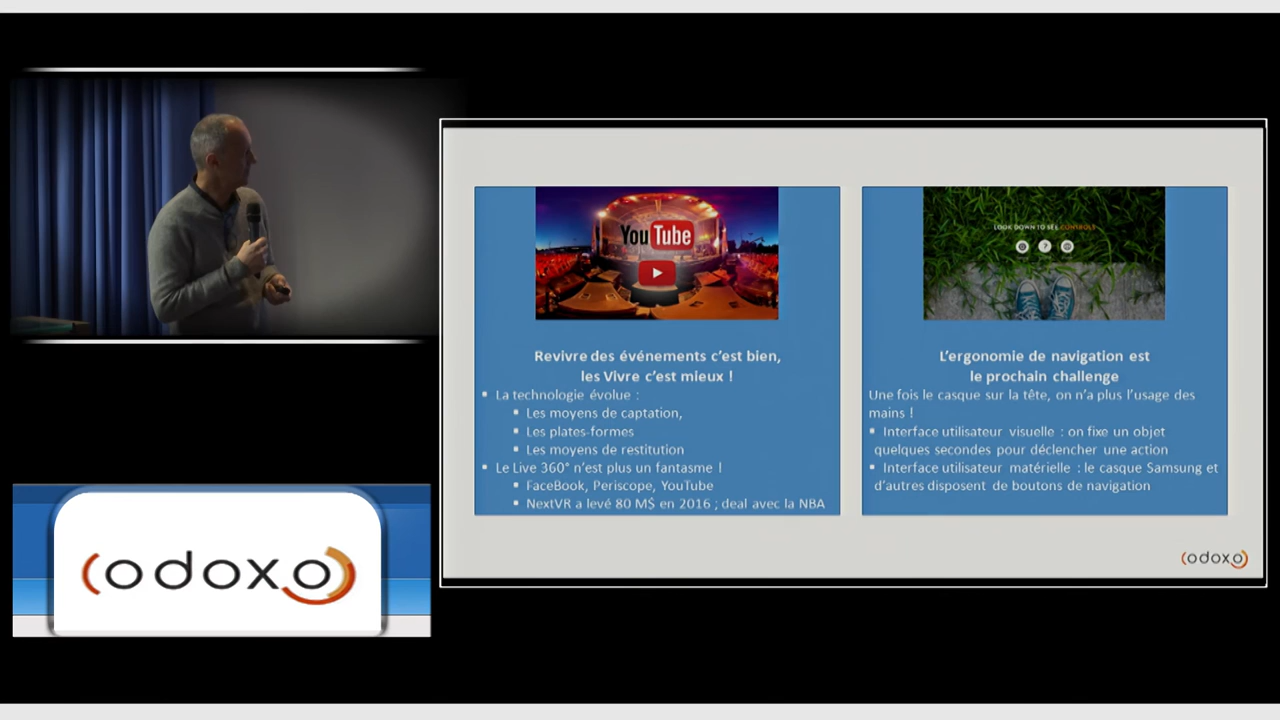 You Tube
Revivre des événements c'est bien,
les Vivre c'est mieux !
▪ La technologie évolue :
▪ Les moyens de captation,
▪ Les plates-formes
▪ Les moyens de restitution
▪ Le Live 360° n'est plus un fantasme !
▪ FaceBook, Periscope, YouTube
▪ NextVR a levé 80 M$ en 2016 ; deal avec la NBA
LOOK DOWN TO SEE CONTROLS
?
L'ergonomie de navigation est
le prochain challenge
Une fois le casque sur la tête, on n'a plus l'usage des
mains !
▪ Interface utilisateur visuelle : on fixe un objet
quelques secondes pour déclencher une action
▪ Interface utilisateur matérielle : le casque Samsung et
d'autres disposent de boutons de navigation
(odoxo)
(odoxo)